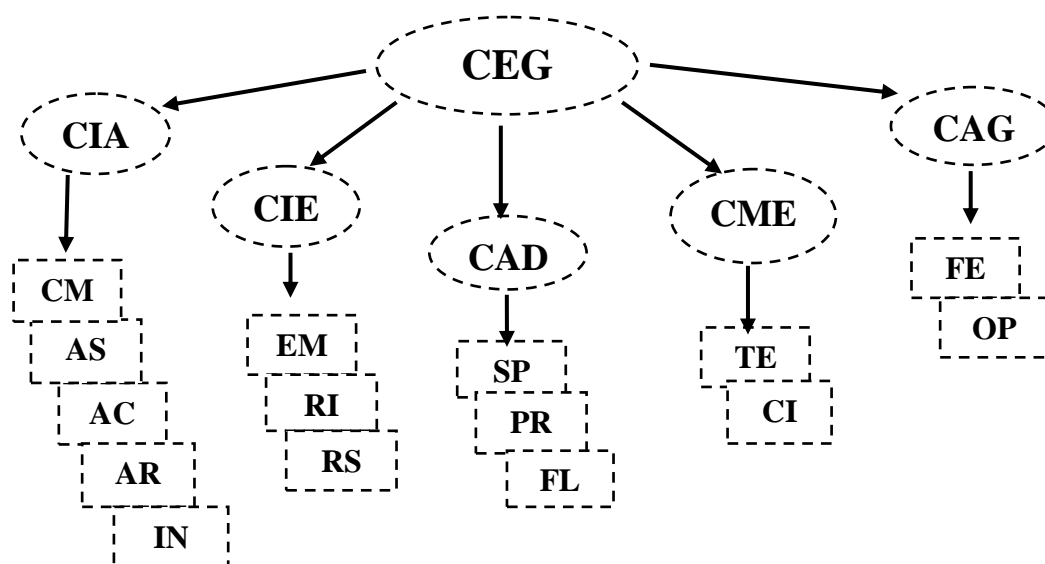 CEG
CIA
CM
AS
AC
AR
IN
CIE
EM
RI
RS
CAD
SP
PR
FL
CME
TE
CI
CAG
FE
OP